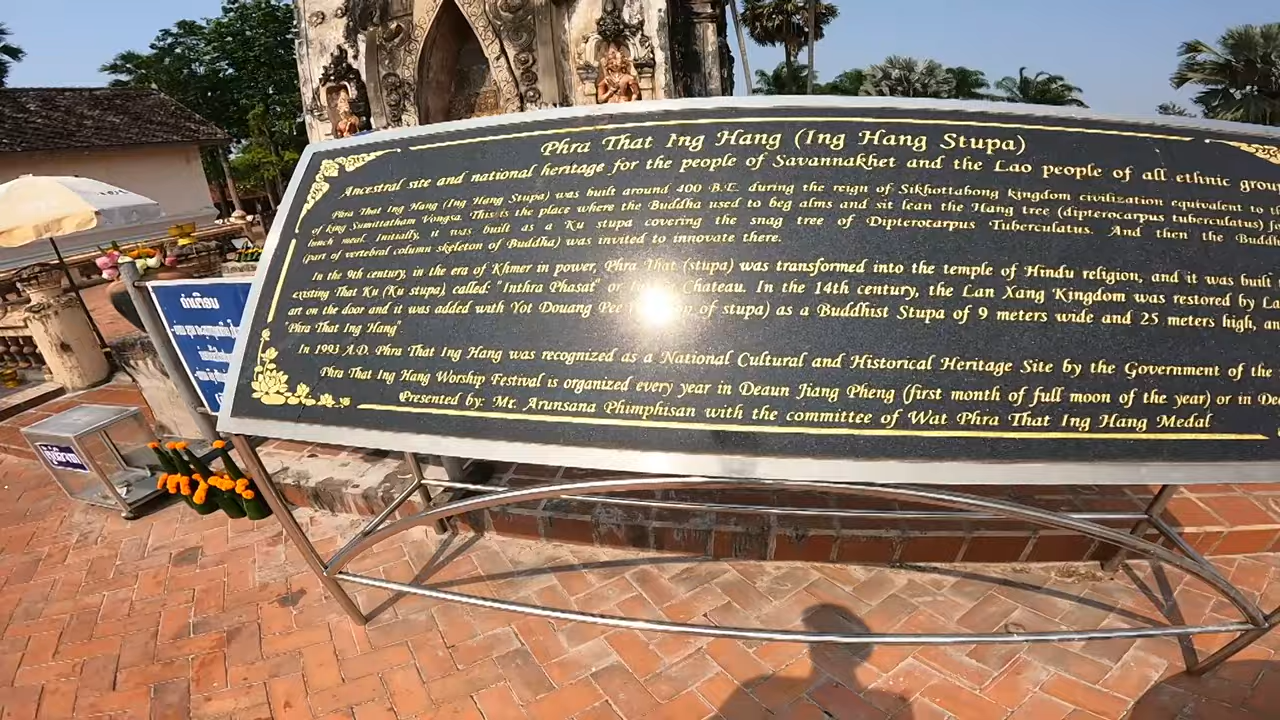 Phra That Ing Hang (Ing Hang Stupa)
Ancestral site and national heritage for the people of Savannakhet and the Lao people of all ethnic grou
Phra That Ing Hang (Ing Hang Stupa) was built around 400 B.E. during the reign of Sikhottabong kingdom civilization equivalent to t
of king Sumittatham Vongsa. This is the place where the Buddha used to beg alms and sit lean the Hang tree (dipterocarpus tuberculatus) fo
lunch meal. Initially, it was built as a Ku stupa covering the snag tree of Dipterocarpus Tuberculatus. And then the Buddh
(part of vertebral column skeleton of Buddha) was invited to innovate there.
In the 9th century, in the era of Khmer in power, Phra That (stupa) was transformed into the temple of Hindu religion, and it was built
existing That Ku (Ku stupa), called: "Inthra Phasat" or Chateau. In the 14th century, the Lan Xang Kingdom was restored by La
art on the door and it was added with Yot Douang Pee of stupa) as a Buddhist Stupa of 9 meters wide and 25 meters high, an
"Phra That Ing Hang".
In 1993 A.D. Phra That Ing Hang was recognized as a National Cultural and Historical Heritage Site by the Government of the
Phra That Ing Hang Worship Festival is organized every year in Deaun Jiang Pheng (first month of full moon of the year) or in Dec
Presented by: Mr. Arunsana Phimphisan with the committee of Wat Phra That Ing Hang Medal